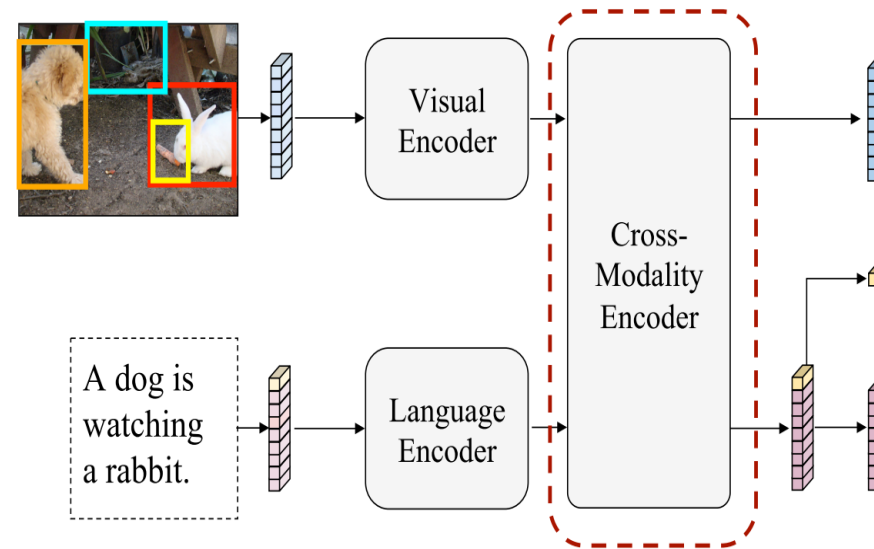 Visual
Encoder
Cross-
Modality
Encoder
A dog is
watching
a rabbit.
Language
Encoder